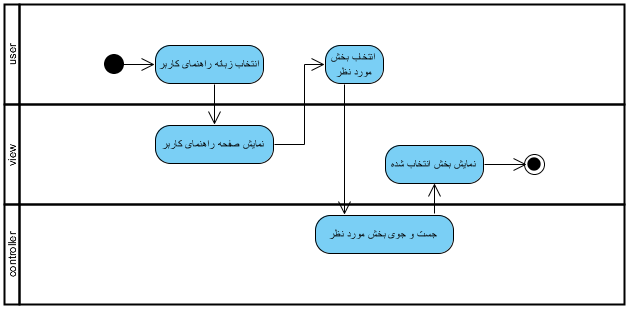 user
انتخاب زبانه راهنمای کاربر
انتخاب بخش
مورد نظر
view
نمایش صفحه راهنمای کاربر
نمایش بخش انتخاب شده
controller
جست و جوی بخش مورد نظر